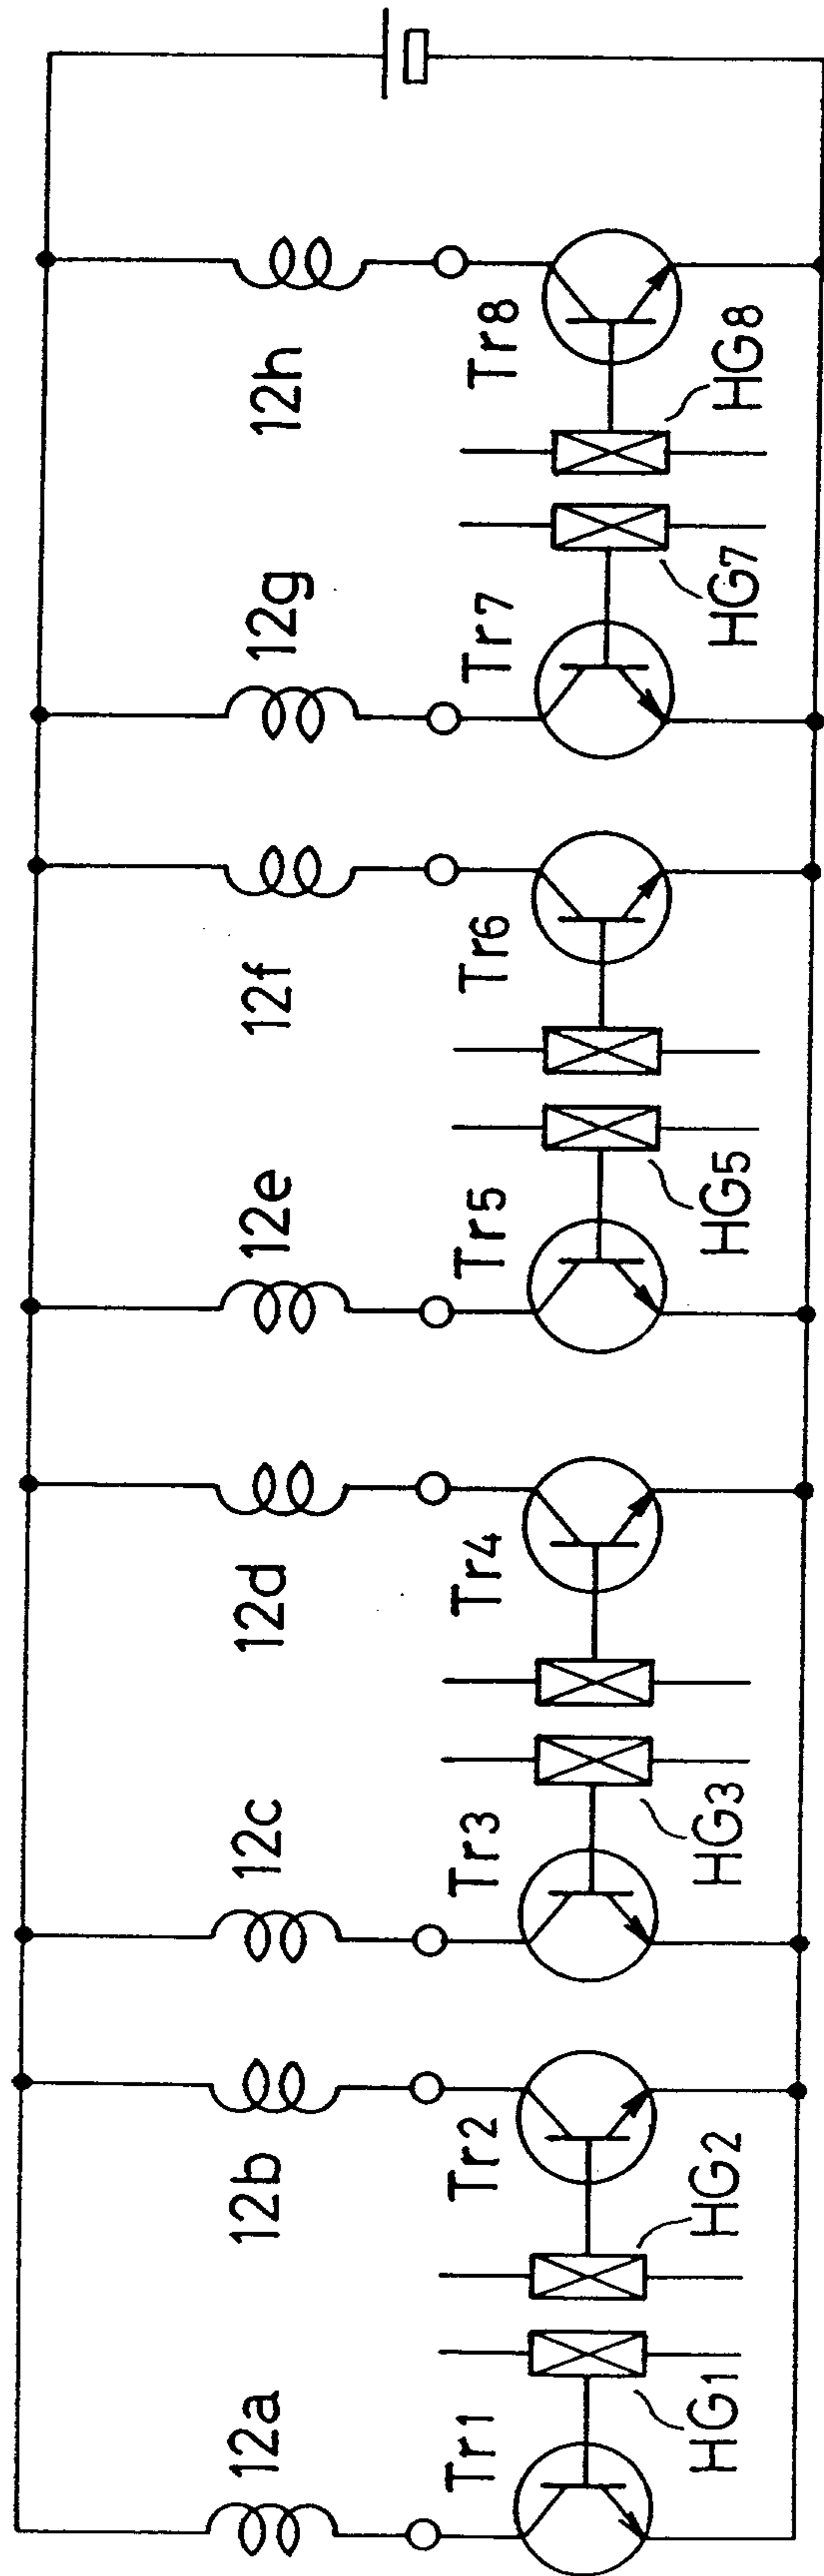 12a
12b
12c
12d
12e
12f
12g
12h
Tr1
Tr2
Tr3
Tr4
Tr5
Tr6
Tr7
Tr8
HG1
HG2
HG3
HG5
HG7
HG8